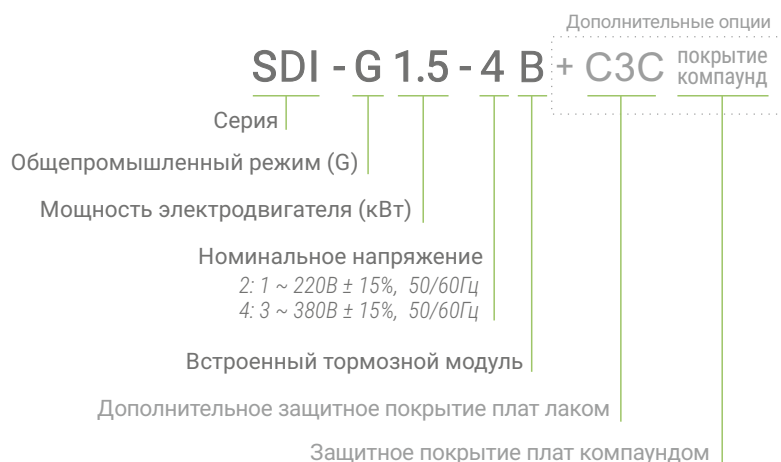 Дополнительные опции
SDI - G 1.5 - 4 B + C3C покрытие компаунд
Серия
Общепромышленный режим (G)
Мощность электродвигателя (кВт)
Номинальное напряжение
2: 1 ~ 220В ± 15%, 50/60Гц
4: 3 ~ 380В ± 15%, 50/60Гц
Встроенный тормозной модуль
Дополнительное защитное покрытие плат лаком
Защитное покрытие плат компаундом